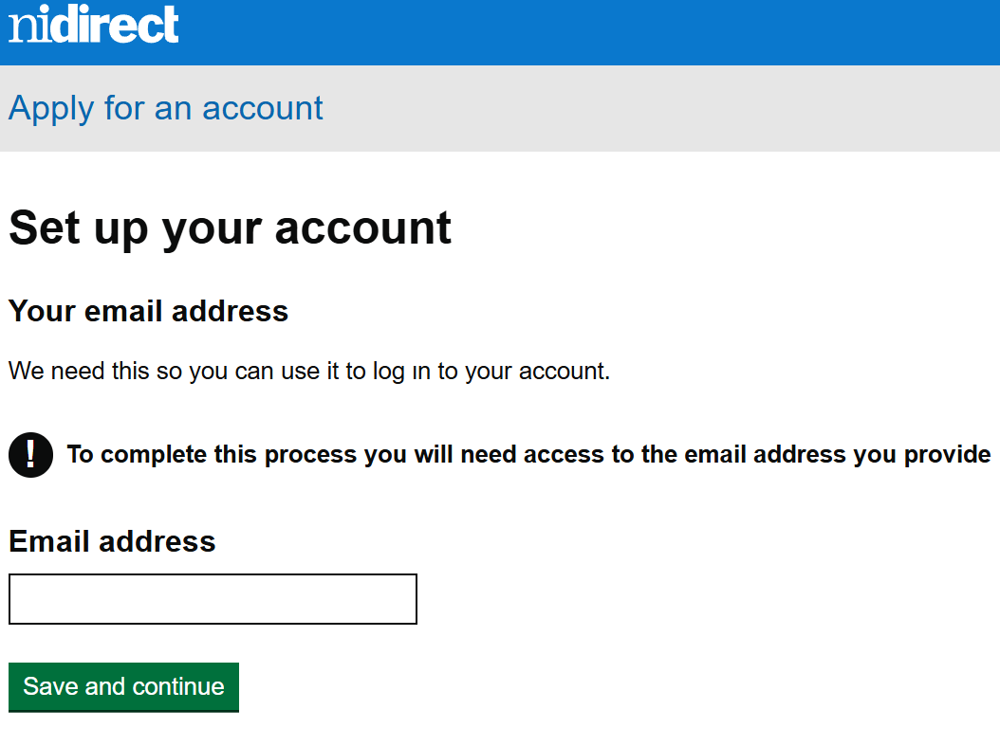 nidirect
Apply for an account
Set up your account
Your email address
We need this so you can use it to log ın to your account.
! To complete this process you will need access to the email address you provide
Email address
Save and continue